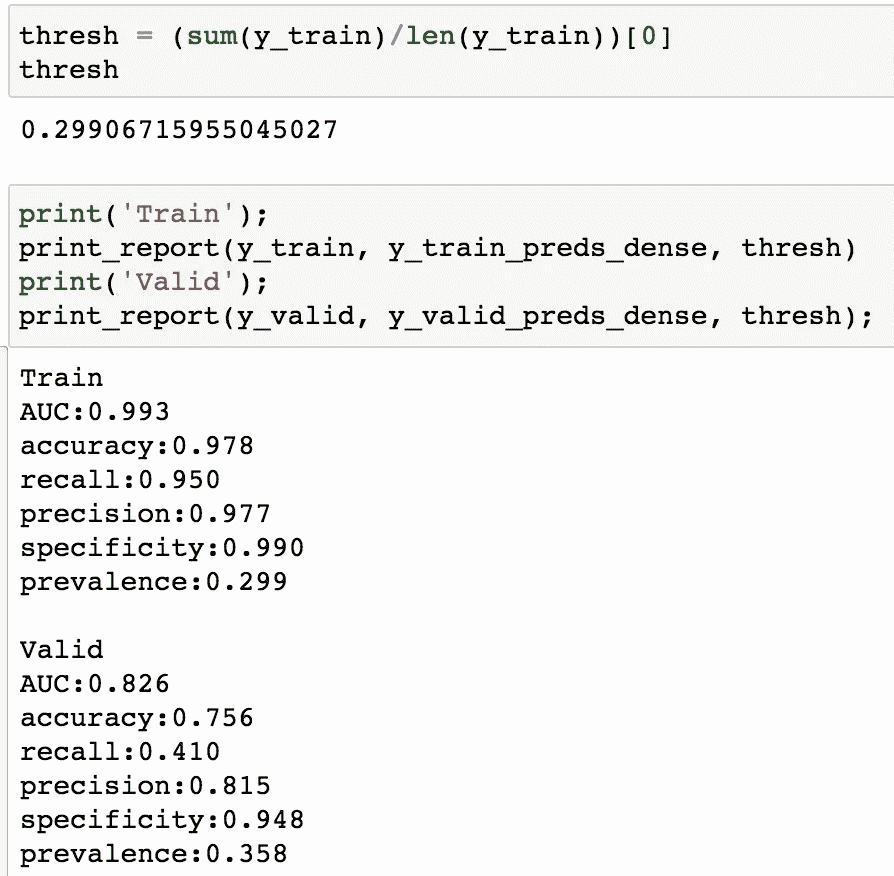 thresh = (sum(y_train)/len(y_train))[0]
thresh
0.29906715955045027
print('Train');
print_report(y_train, y_train_preds_dense, thresh)
print('Valid');
print_report(y_valid, y_valid_preds_dense, thresh);
Train
AUC:0.993
accuracy:0.978
recall:0.950
precision:0.977
specificity:0.990
prevalence:0.299
Valid
AUC:0.826
accuracy:0.756
recall:0.410
precision:0.815
specificity:0.948
prevalence:0.358